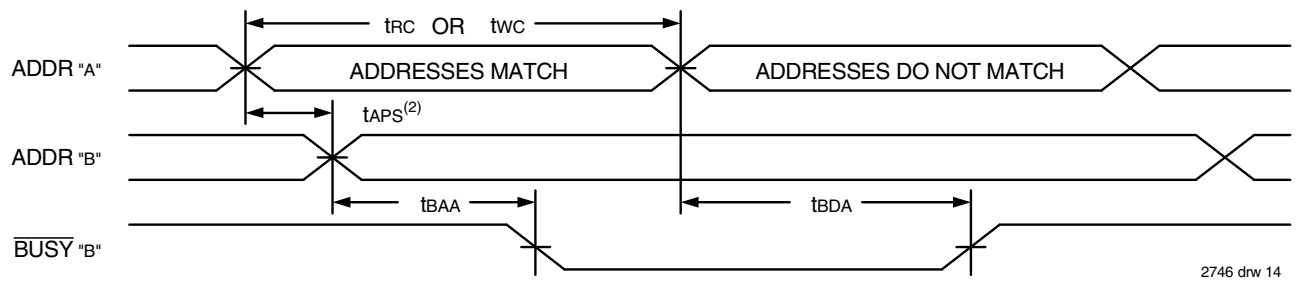 tRC OR tWC
ADDR "A"
ADDRESSES MATCH
ADDRESSES DO NOT MATCH
tAPS(2)
ADDR "B"
tBAA
tBDA
BUSY "B"
2746 drw 14